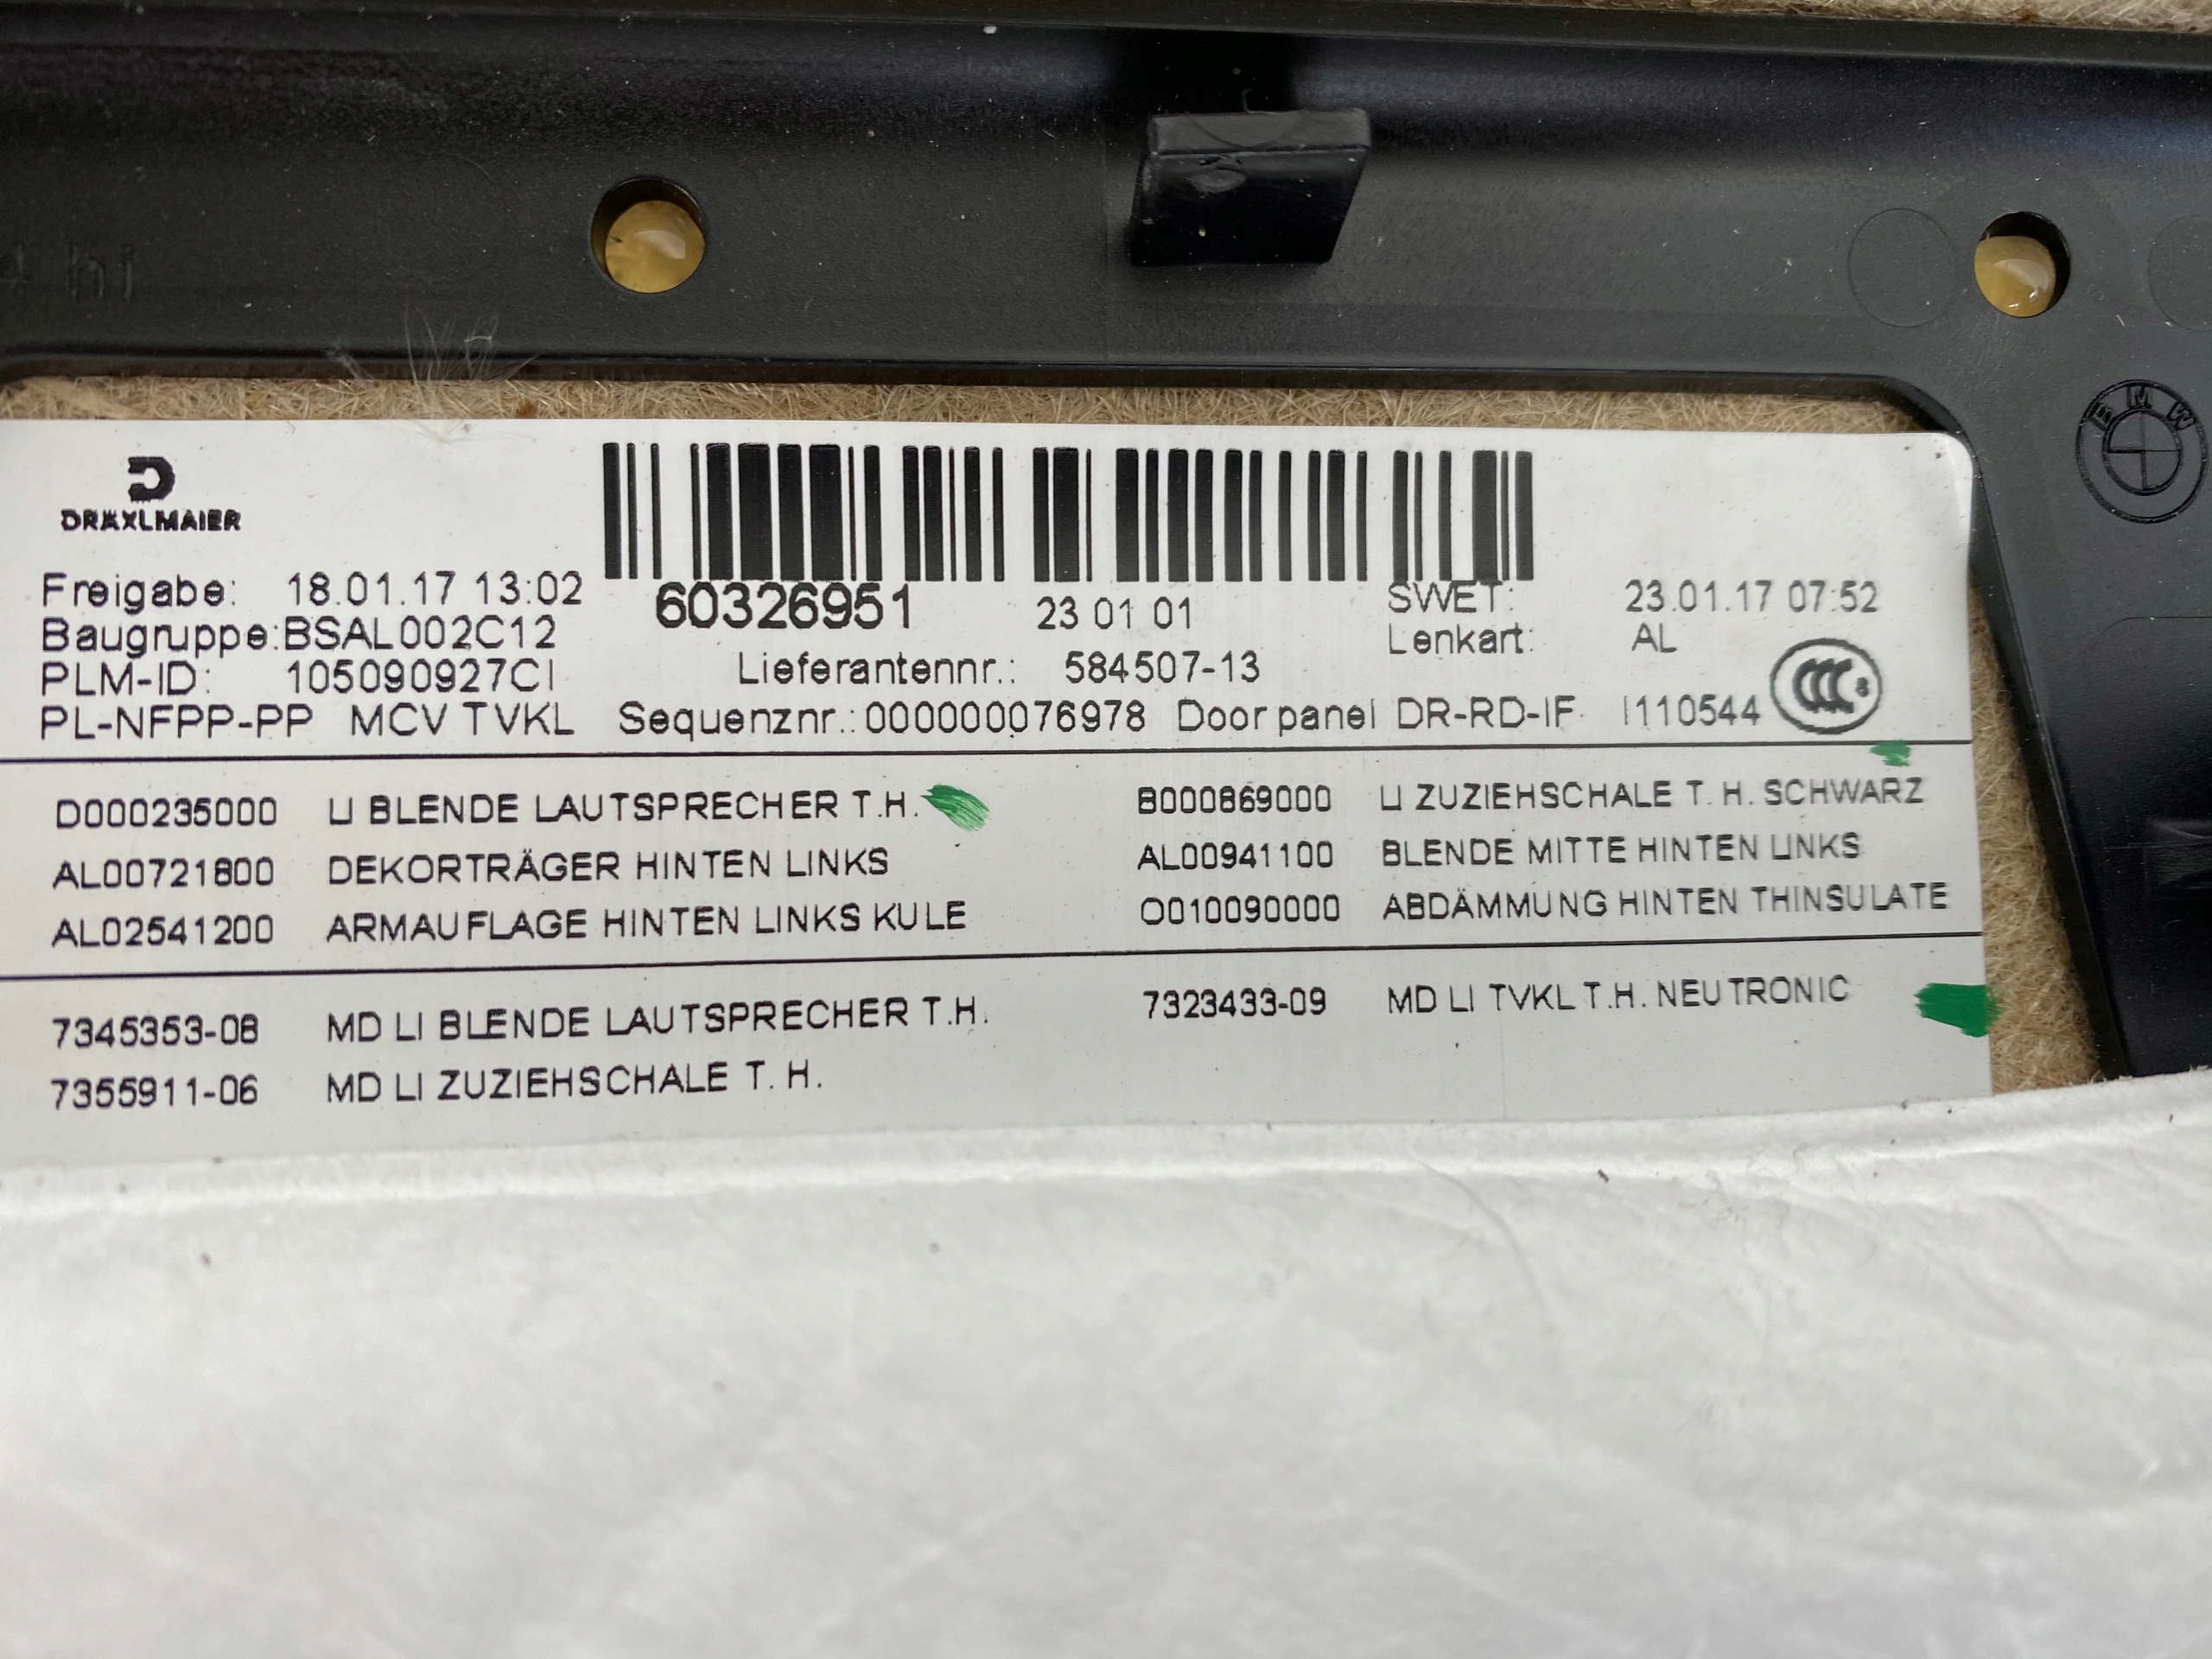 4 hi
BMW
DRÄXLMAIER
Freigabe: 18.01.17 13:02 60326951 23 01 01 SWET: 23.01.17 07:52
Baugruppe: BSAL002C12 Lieferantennr.: 584507-13 Lenkart: AL
PLM-ID: 105090927CI
PL-NFPP-PP MCV TVKL Sequenznr.: 000000076978 Door panel DR-RD-IF I110544 CCC S
D000235000 LI BLENDE LAUTSPRECHER T.H. B000869000 LI ZUZIEHSCHALE T. H. SCHWARZ
AL00721800 DEKORTRÄGER HINTEN LINKS AL00941100 BLENDE MITTE HINTEN LINKS
AL02541200 ARMAUFLAGE HINTEN LINKS KULE O010090000 ABDÄMMUNG HINTEN THINSULATE
7345353-08 MD LI BLENDE LAUTSPRECHER T.H. 7323433-09 MD LI TVKL T.H. NEUTRONIC
7355911-06 MD LI ZUZIEHSCHALE T. H.